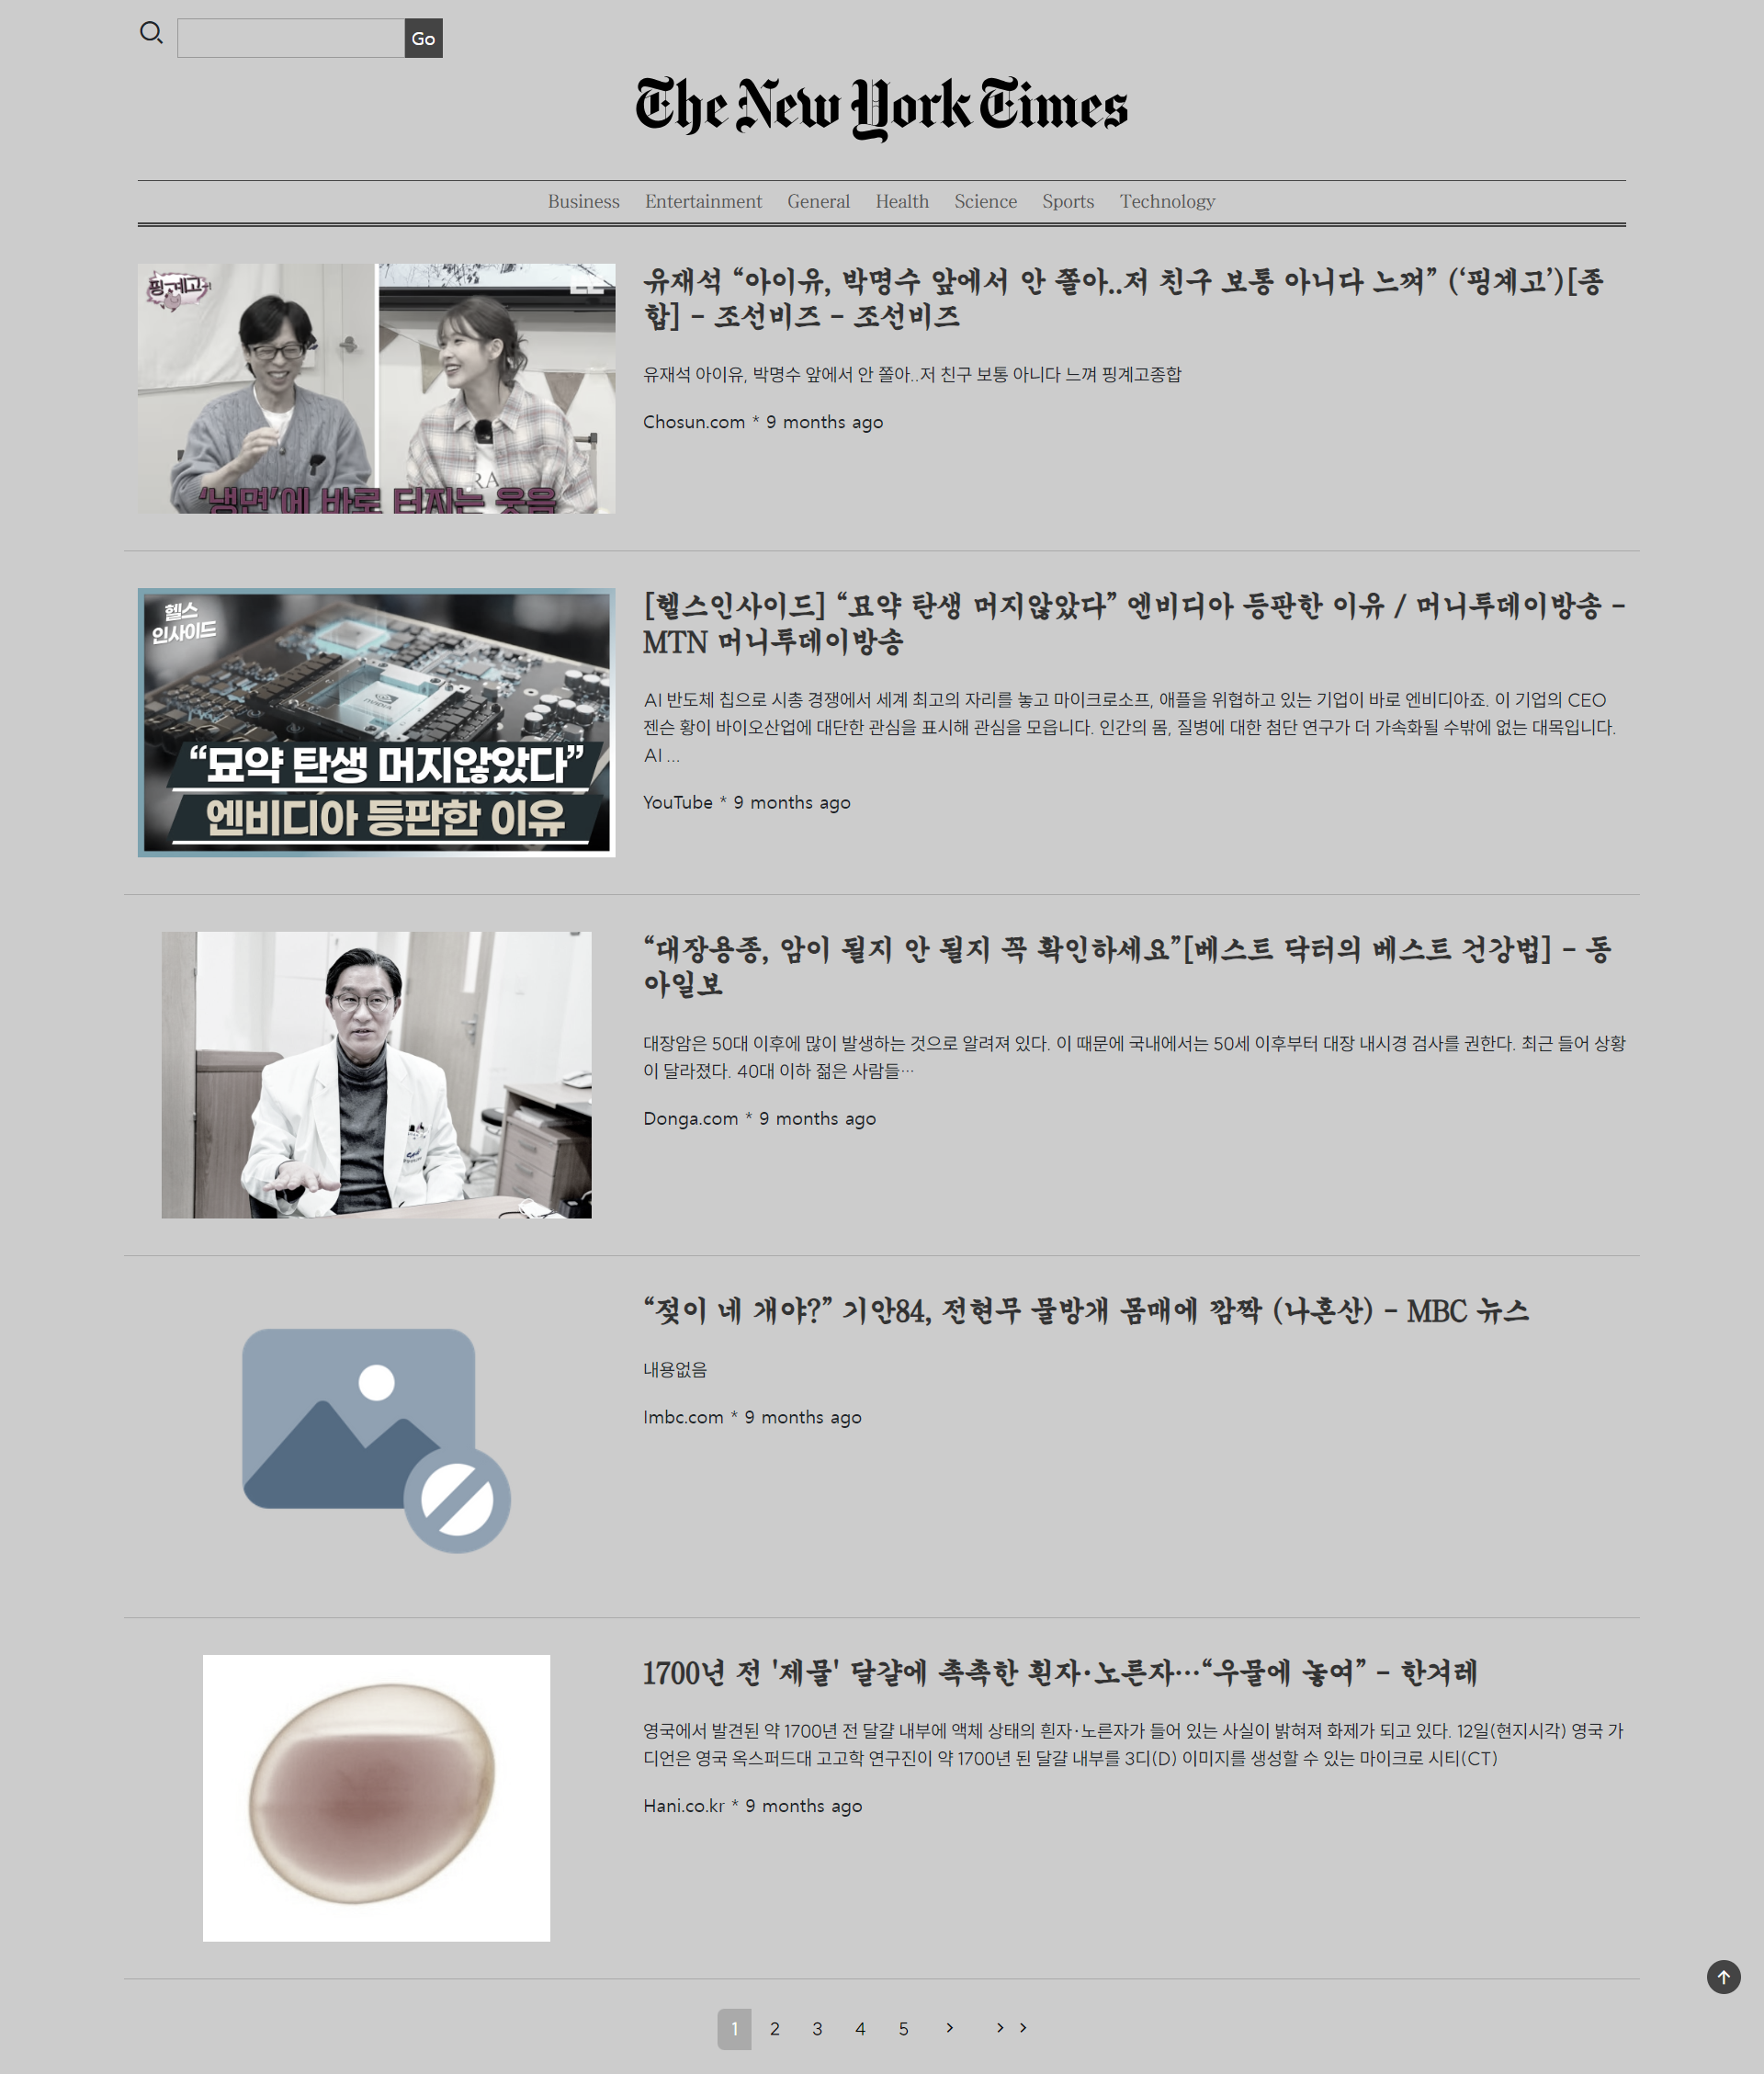 Go
The New York Times
Business Entertainment General Health Science Sports Technology
핑계고
‘냉면’에 바로 터지는 웃음
유재석 “아이유, 박명수 앞에서 안 쫄아..저 친구 보통 아니다 느껴” (‘핑계고’)[종
합] - 조선비즈 - 조선비즈
유재석 아이유, 박명수 앞에서 안 쫄아..저 친구 보통 아니다 느껴 핑계고종합
Chosun.com * 9 months ago
헬스
인사이드
“묘약 탄생 머지않았다”
엔비디아 등판한 이유
[헬스인사이드] “묘약 탄생 머지않았다” 엔비디아 등판한 이유 / 머니투데이방송 -
MTN 머니투데이방송
AI 반도체 칩으로 시총 경쟁에서 세계 최고의 자리를 놓고 마이크로소프, 애플을 위협하고 있는 기업이 바로 엔비디아죠. 이 기업의 CEO
젠슨 황이 바이오산업에 대단한 관심을 표시해 관심을 모읍니다. 인간의 몸, 질병에 대한 첨단 연구가 더 가속화될 수밖에 없는 대목입니다.
AI ...
YouTube * 9 months ago
“대장용종, 암이 될지 안 될지 꼭 확인하세요”[베스트 닥터의 베스트 건강법] - 동
아일보
대장암은 50대 이후에 많이 발생하는 것으로 알려져 있다. 이 때문에 국내에서는 50세 이후부터 대장 내시경 검사를 권한다. 최근 들어 상황
이 달라졌다. 40대 이하 젊은 사람들…
Donga.com * 9 months ago
“젖이 네 개야?” 기안84, 전현무 물방개 몸매에 깜짝 (나혼산) - MBC 뉴스
내용없음
Imbc.com * 9 months ago
1700년 전 '제물' 달걀에 촉촉한 흰자·노른자…“우물에 놓여” - 한겨레
영국에서 발견된 약 1700년 전 달걀 내부에 액체 상태의 흰자·노른자가 들어 있는 사실이 밝혀져 화제가 되고 있다. 12일(현지시각) 영국 가
디언은 영국 옥스퍼드대 고고학 연구진이 약 1700년 된 달걀 내부를 3디(D) 이미지를 생성할 수 있는 마이크로 시티(CT)
Hani.co.kr * 9 months ago
1 2 3 4 5 > > >